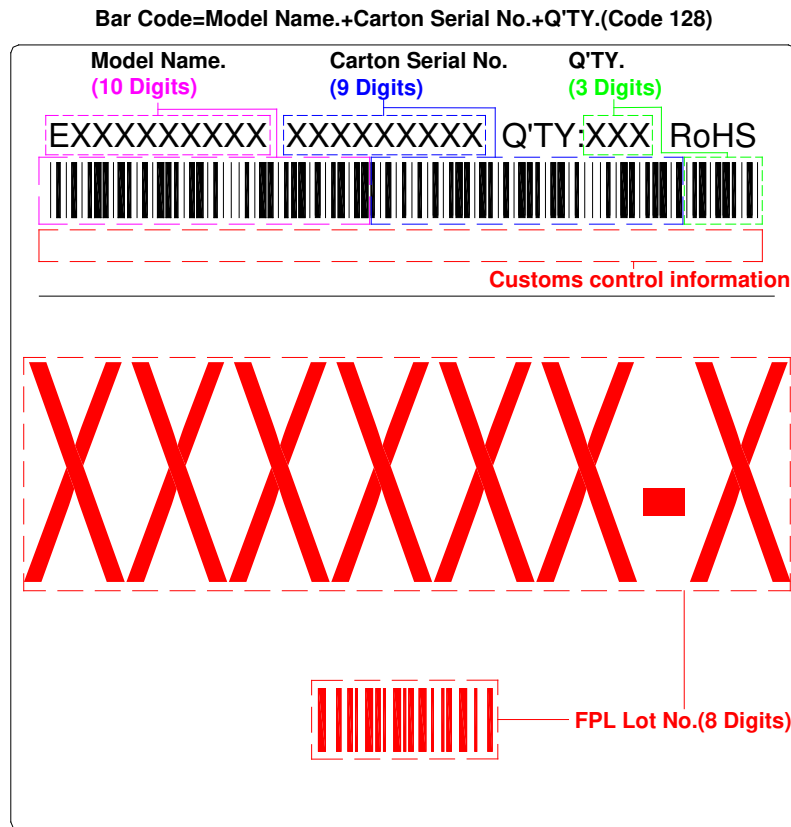 Bar Code=Model Name.+Carton Serial No.+Q'TY.(Code 128)
Model Name. Carton Serial No. Q'TY.
(10 Digits) (9 Digits) (3 Digits)
EXXXXXXXXX XXXXXXXXX Q'TY:XXX RoHS
Customs control information
XXXXXX-X
FPL Lot No.(8 Digits)